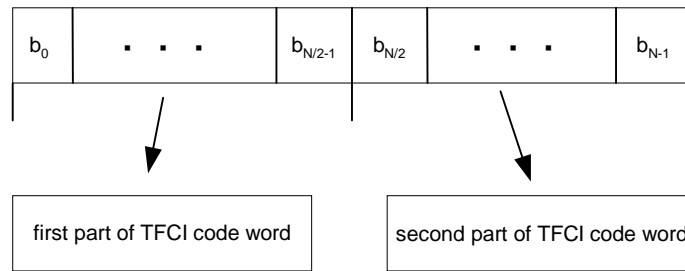 b0 . . . bN/2-1 bN/2 . . . bN-1
first part of TFCI code word
second part of TFCI code word